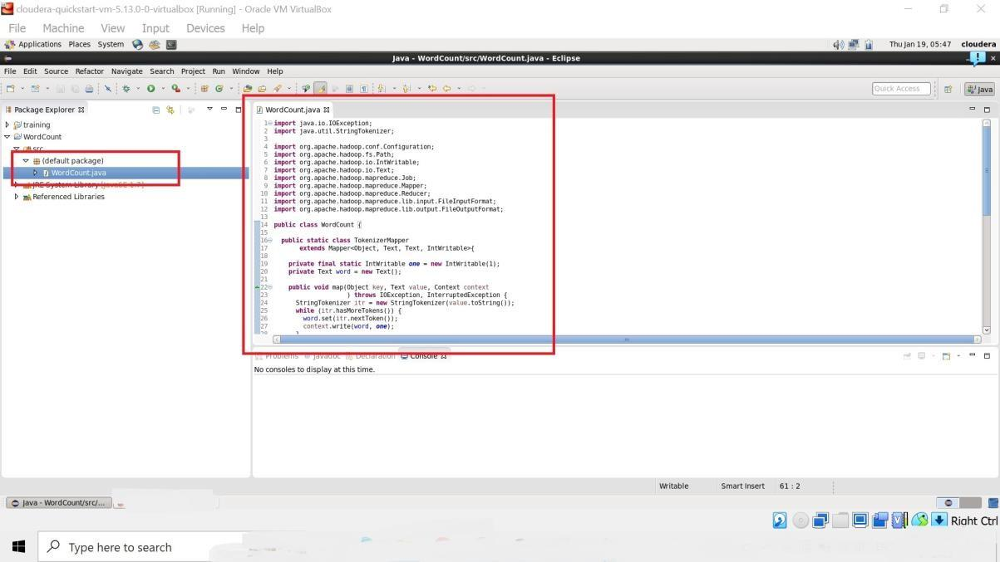 cloudera-quickstart-vm-5.13.0-0-virtualbox [Running] - Oracle VM VirtualBox
File Machine View Input Devices Help
Applications Places System Thu Jan 19, 05:47 cloudera
Java - WordCount/src/WordCount.java - Eclipse
File Edit Source Refactor Navigate Search Project Run Window Help
Quick Access Java
Package Explorer
training
WordCount
src
(default package)
WordCount.java
JRE System Library [JavaSE-1.7]
Referenced Libraries
WordCount.java
1 import java.io.IOException;
2 import java.util.StringTokenizer;
3
4 import org.apache.hadoop.conf.Configuration;
5 import org.apache.hadoop.fs.Path;
6 import org.apache.hadoop.io.IntWritable;
7 import org.apache.hadoop.io.Text;
8 import org.apache.hadoop.mapreduce.Job;
9 import org.apache.hadoop.mapreduce.Mapper;
10 import org.apache.hadoop.mapreduce.Reducer;
11 import org.apache.hadoop.mapreduce.lib.input.FileInputFormat;
12 import org.apache.hadoop.mapreduce.lib.output.FileOutputFormat;
13
14 public class WordCount {
15
16 public static class TokenizerMapper
17 extends Mapper<Object, Text, Text, IntWritable>{
18
19 private final static IntWritable one = new IntWritable(1);
20 private Text word = new Text();
21
22 public void map(Object key, Text value, Context context
23 ) throws IOException, InterruptedException {
24 StringTokenizer itr = new StringTokenizer(value.toString());
25 while (itr.hasMoreTokens()) {
26 word.set(itr.nextToken());
27 context.write(word, one);
28 }
Problems Javadoc Declaration Console
No consoles to display at this time.
Writable Smart Insert 61 : 2
Java - WordCount/src/...
Right Ctrl
Type here to search